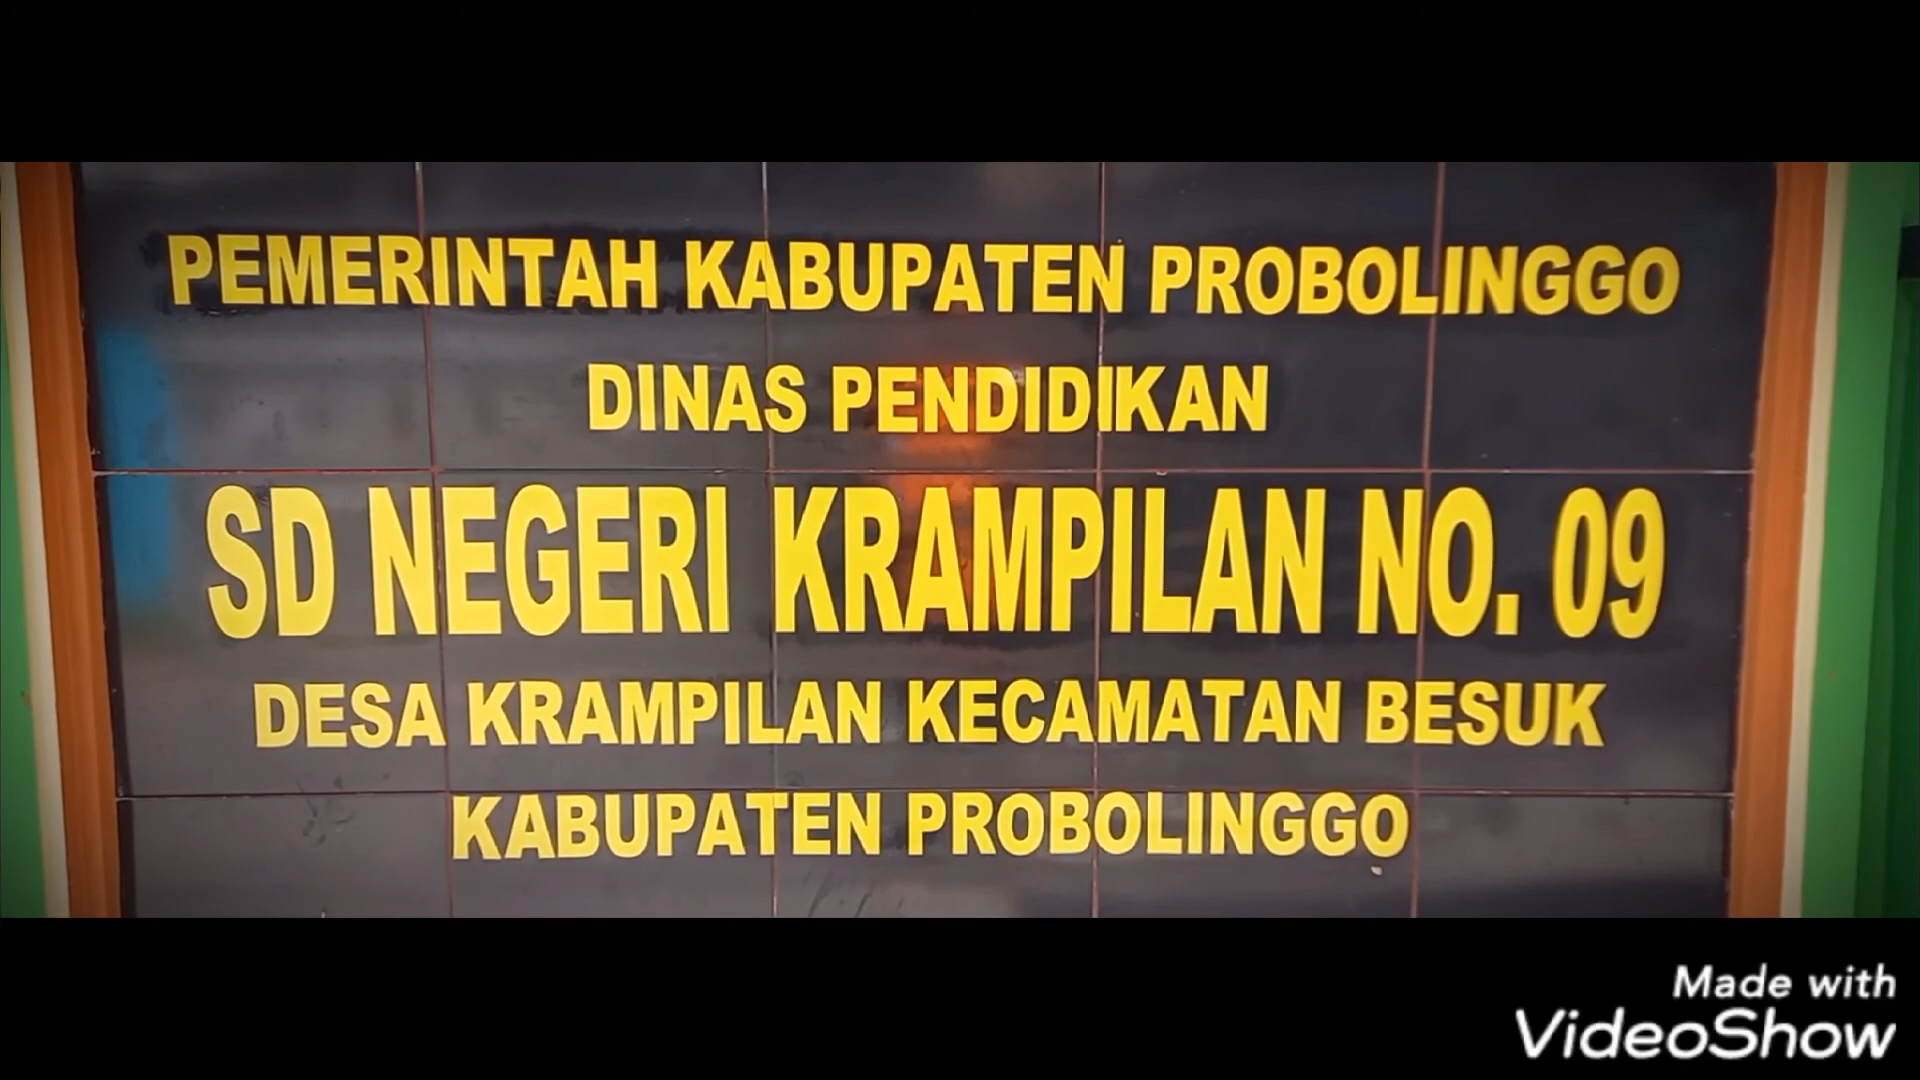 PEMERINTAH KABUPATEN PROBOLINGGO
DINAS PENDIDIKAN
SD NEGERI KRAMPILAN NO. 09
DESA KRAMPILAN KECAMATAN BESUK
KABUPATEN PROBOLINGGO
Made with
VideoShow